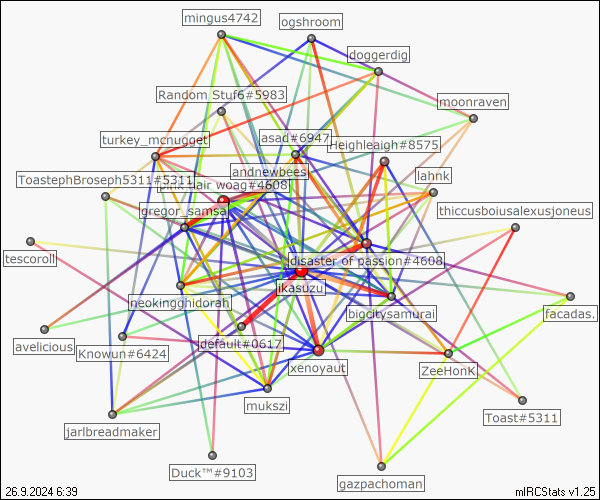 mingus4742
ogshroom
doggerdig
Random Stuf6#5983
moonraven
turkey_mcnugget
asad#6947
Heighleaigh#8575
andnewbees
ToastephBroseph5311#5311
hair woag#4608
lahnk
gregor_samsa
thiccusboiusalexusjoneus
tescoroll
disaster of passion#4608
jkasuzu
neokingghidorah
bigcitysamurai
facadas.
avelicious
Knowun#6424
default#0617
xenoyaut
ZeeHonK
mukszi
Toast#5311
jarlbreadmaker
Duck™#9103
gazpachoman
26.9.2024 6:39
mIRCStats v1.25